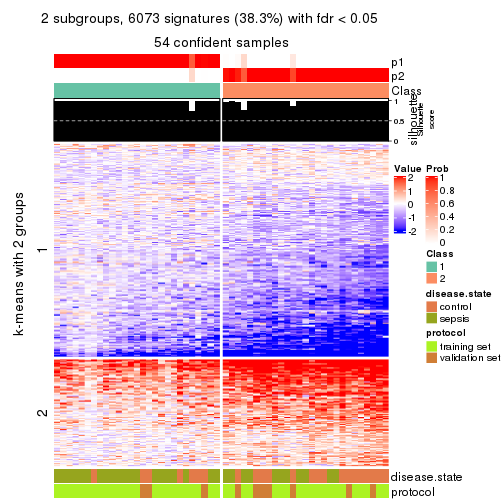 2 subgroups, 6073 signatures (38.3%) with fdr < 0.05
54 confident samples
p1
p2
Class
silhouette
1
0.5
0
Silhouette
score
k-means with 2 groups
1
2
Value
2
1
0
-1
-2
Prob
1
0.8
0.6
0.4
0.2
0
Class
1
2
disease.state
control
sepsis
protocol
training set
validation set
disease.state
protocol